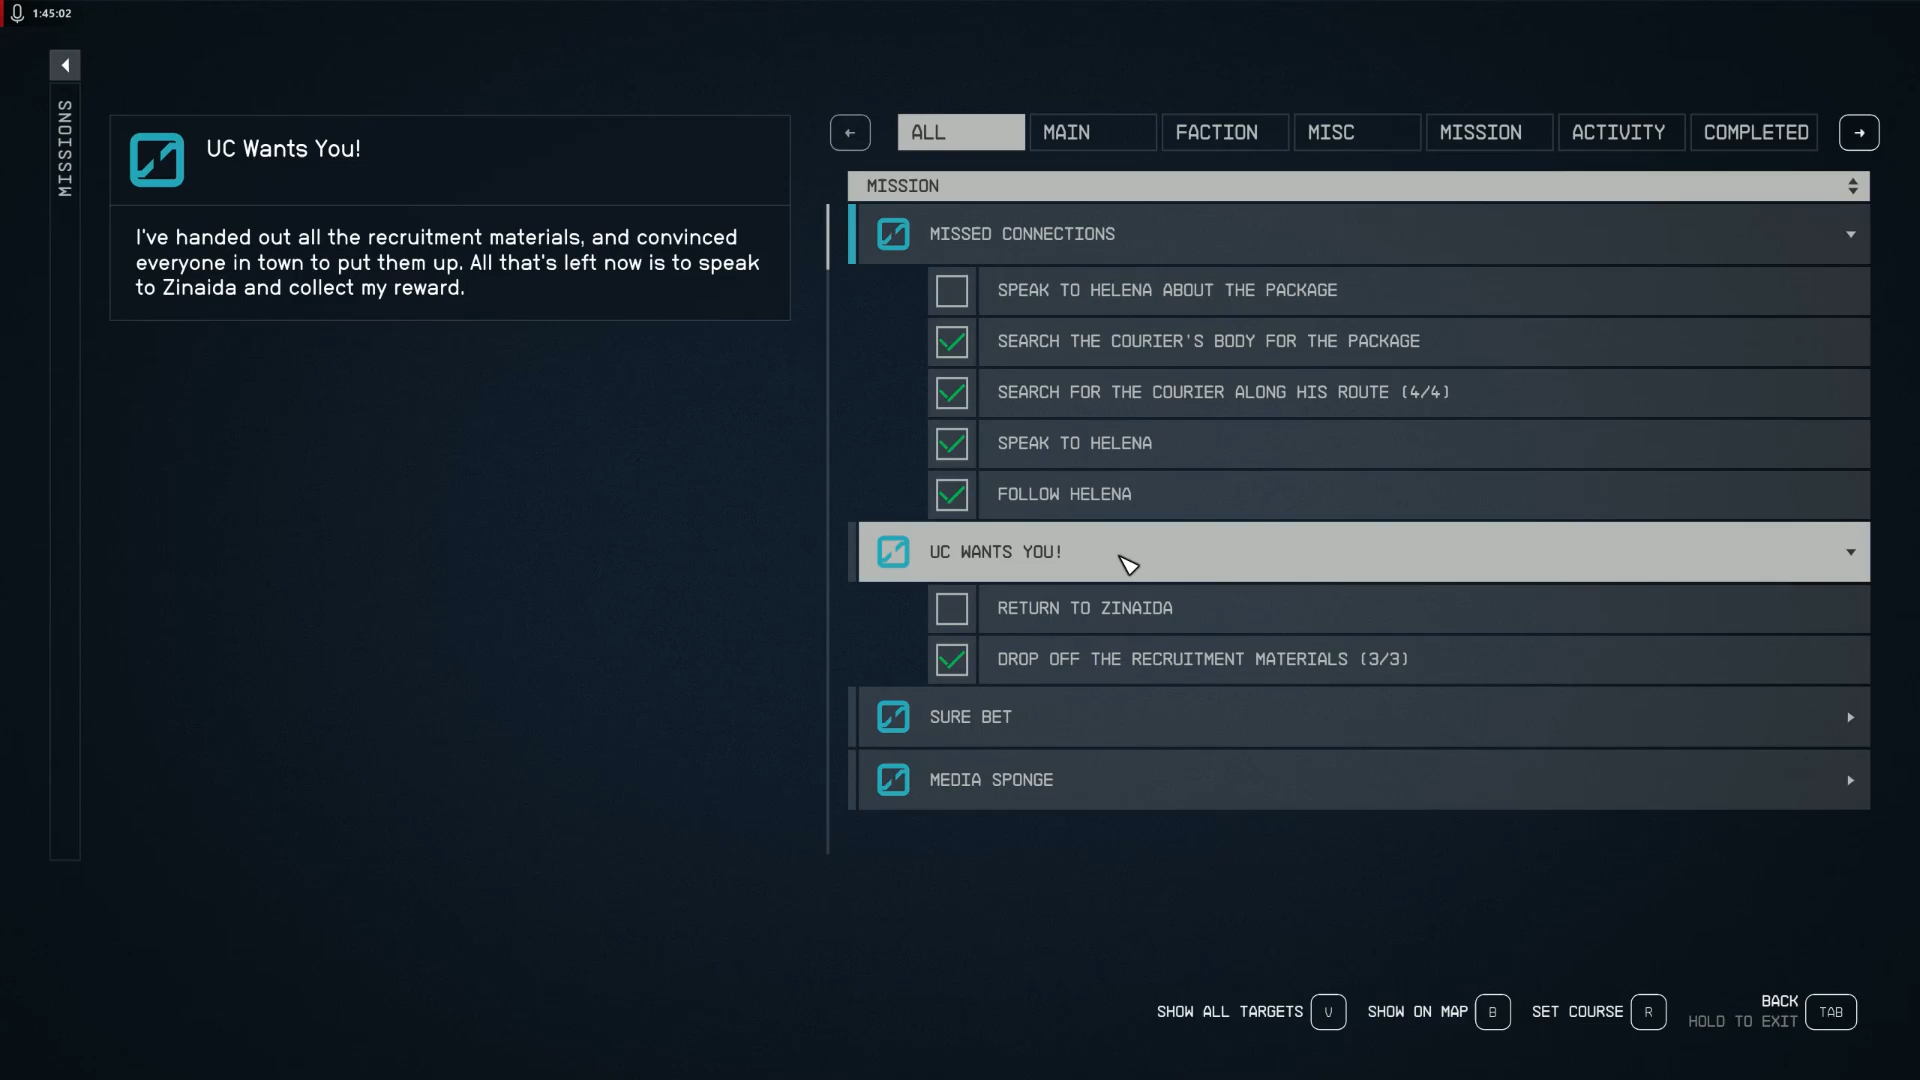 1:45:02
MISSIONS
UC Wants You!
I've handed out all the recruitment materials, and convinced
everyone in town to put them up. All that's left now is to speak
to Zinaida and collect my reward.
ALL
MAIN
FACTION
MISC
MISSION
ACTIVITY
COMPLETED
MISSION
MISSED CONNECTIONS
SPEAK TO HELENA ABOUT THE PACKAGE
SEARCH THE COURIER'S BODY FOR THE PACKAGE
SEARCH FOR THE COURIER ALONG HIS ROUTE (4/4)
SPEAK TO HELENA
FOLLOW HELENA
UC WANTS YOU!
RETURN TO ZINAIDA
DROP OFF THE RECRUITMENT MATERIALS (3/3)
SURE BET
MEDIA SPONGE
SHOW ALL TARGETS V
SHOW ON MAP B
SET COURSE R
BACK
HOLD TO EXIT
TAB